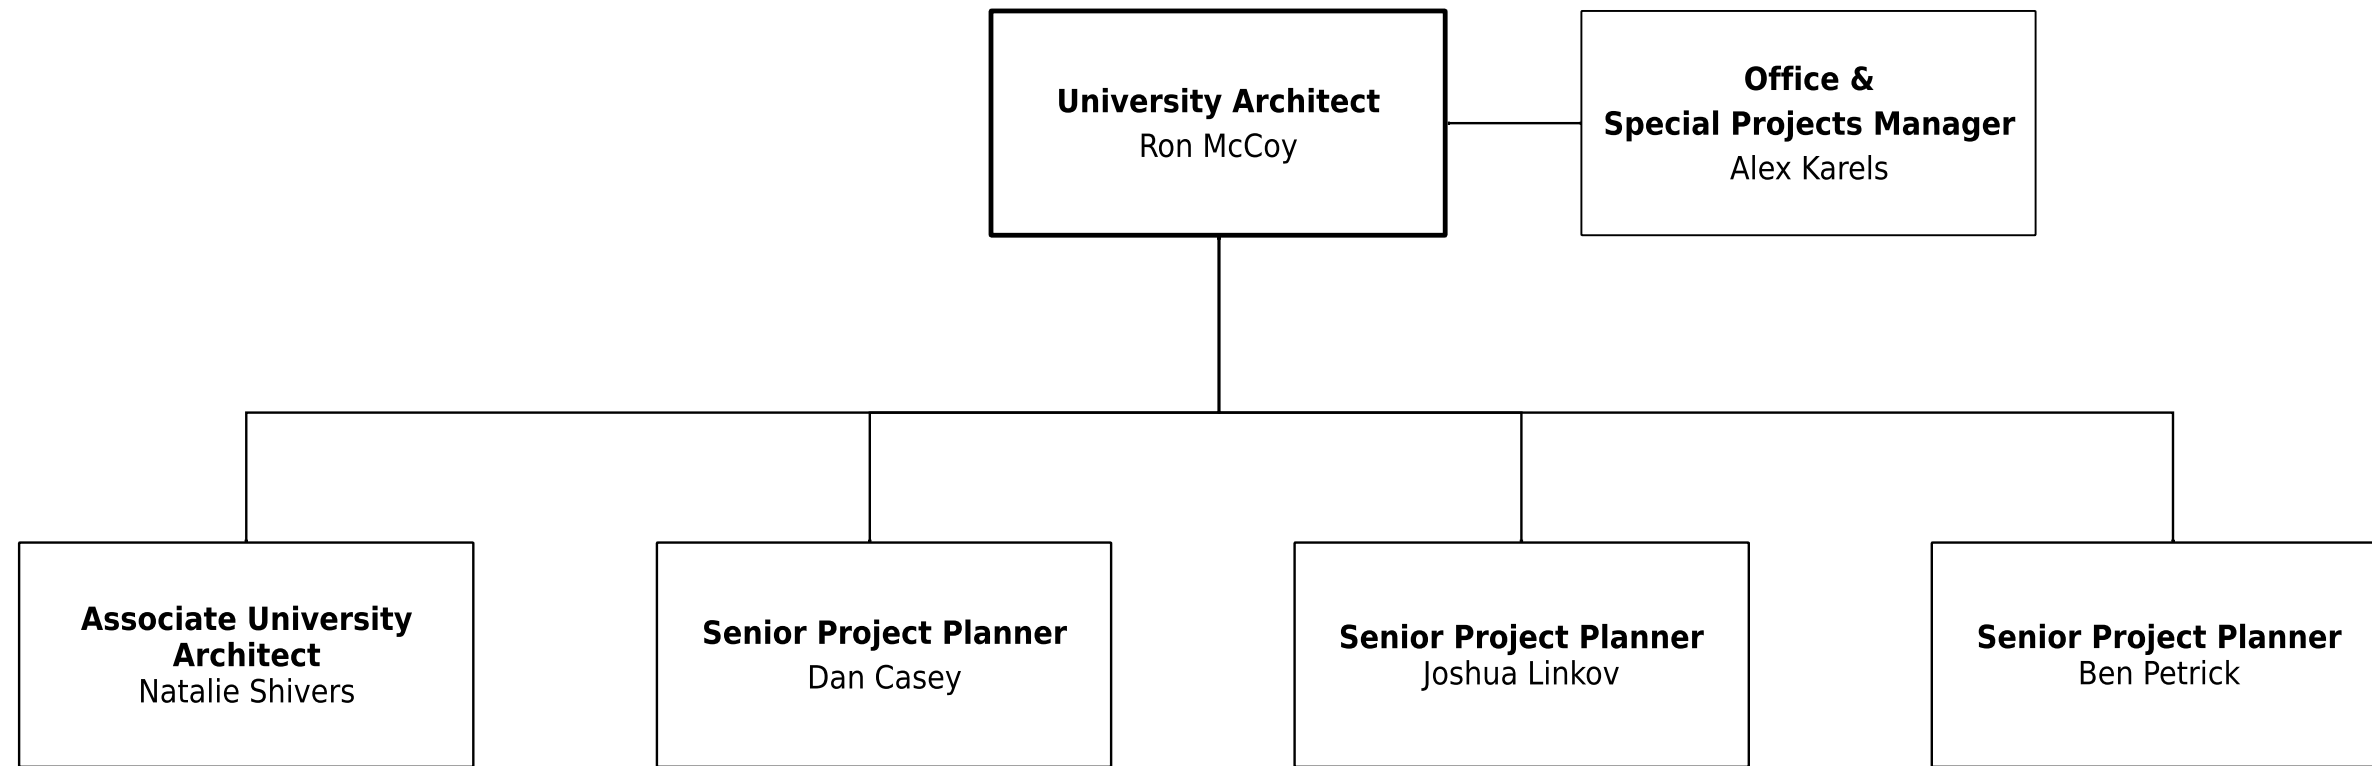 University Architect
Ron McCoy
Office &
Special Projects Manager
Alex Karels
Associate University
Architect
Natalie Shivers
Senior Project Planner
Dan Casey
Senior Project Planner
Joshua Linkov
Senior Project Planner
Ben Petrick